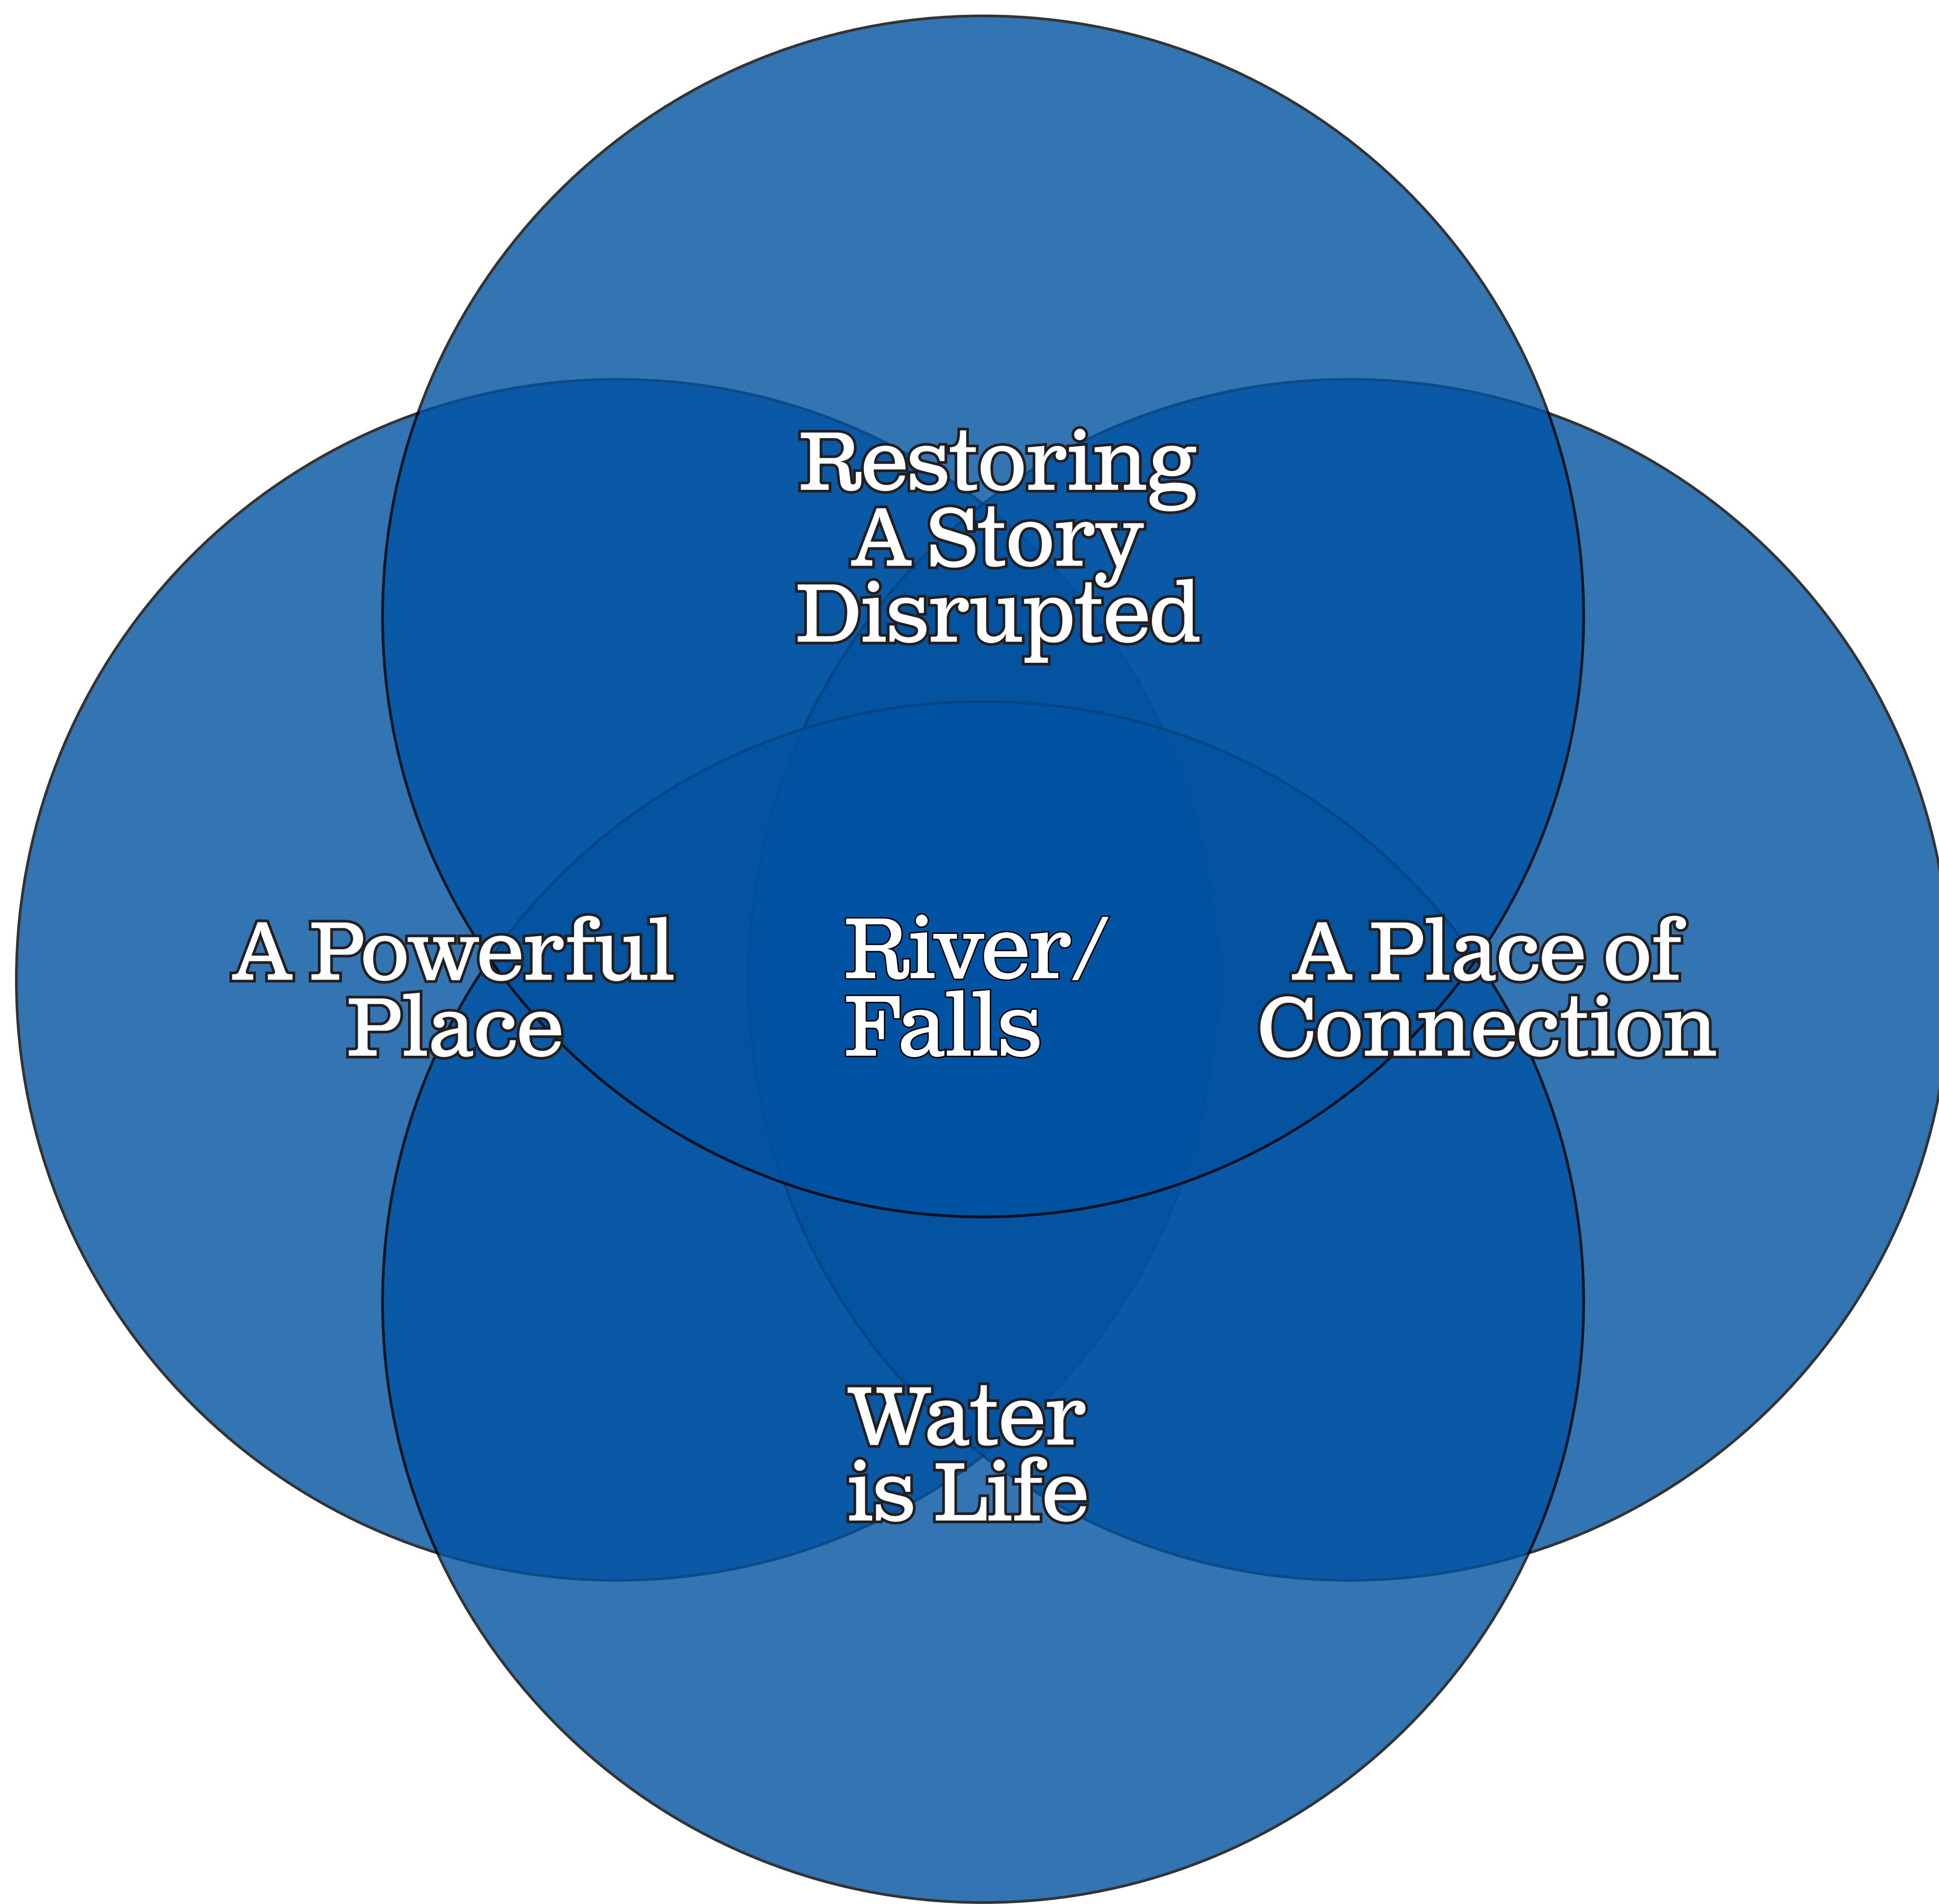 Restoring
A Story
Disrupted
A Powerful
Place
River/
Falls
A Place of
Connection
Water
is Life